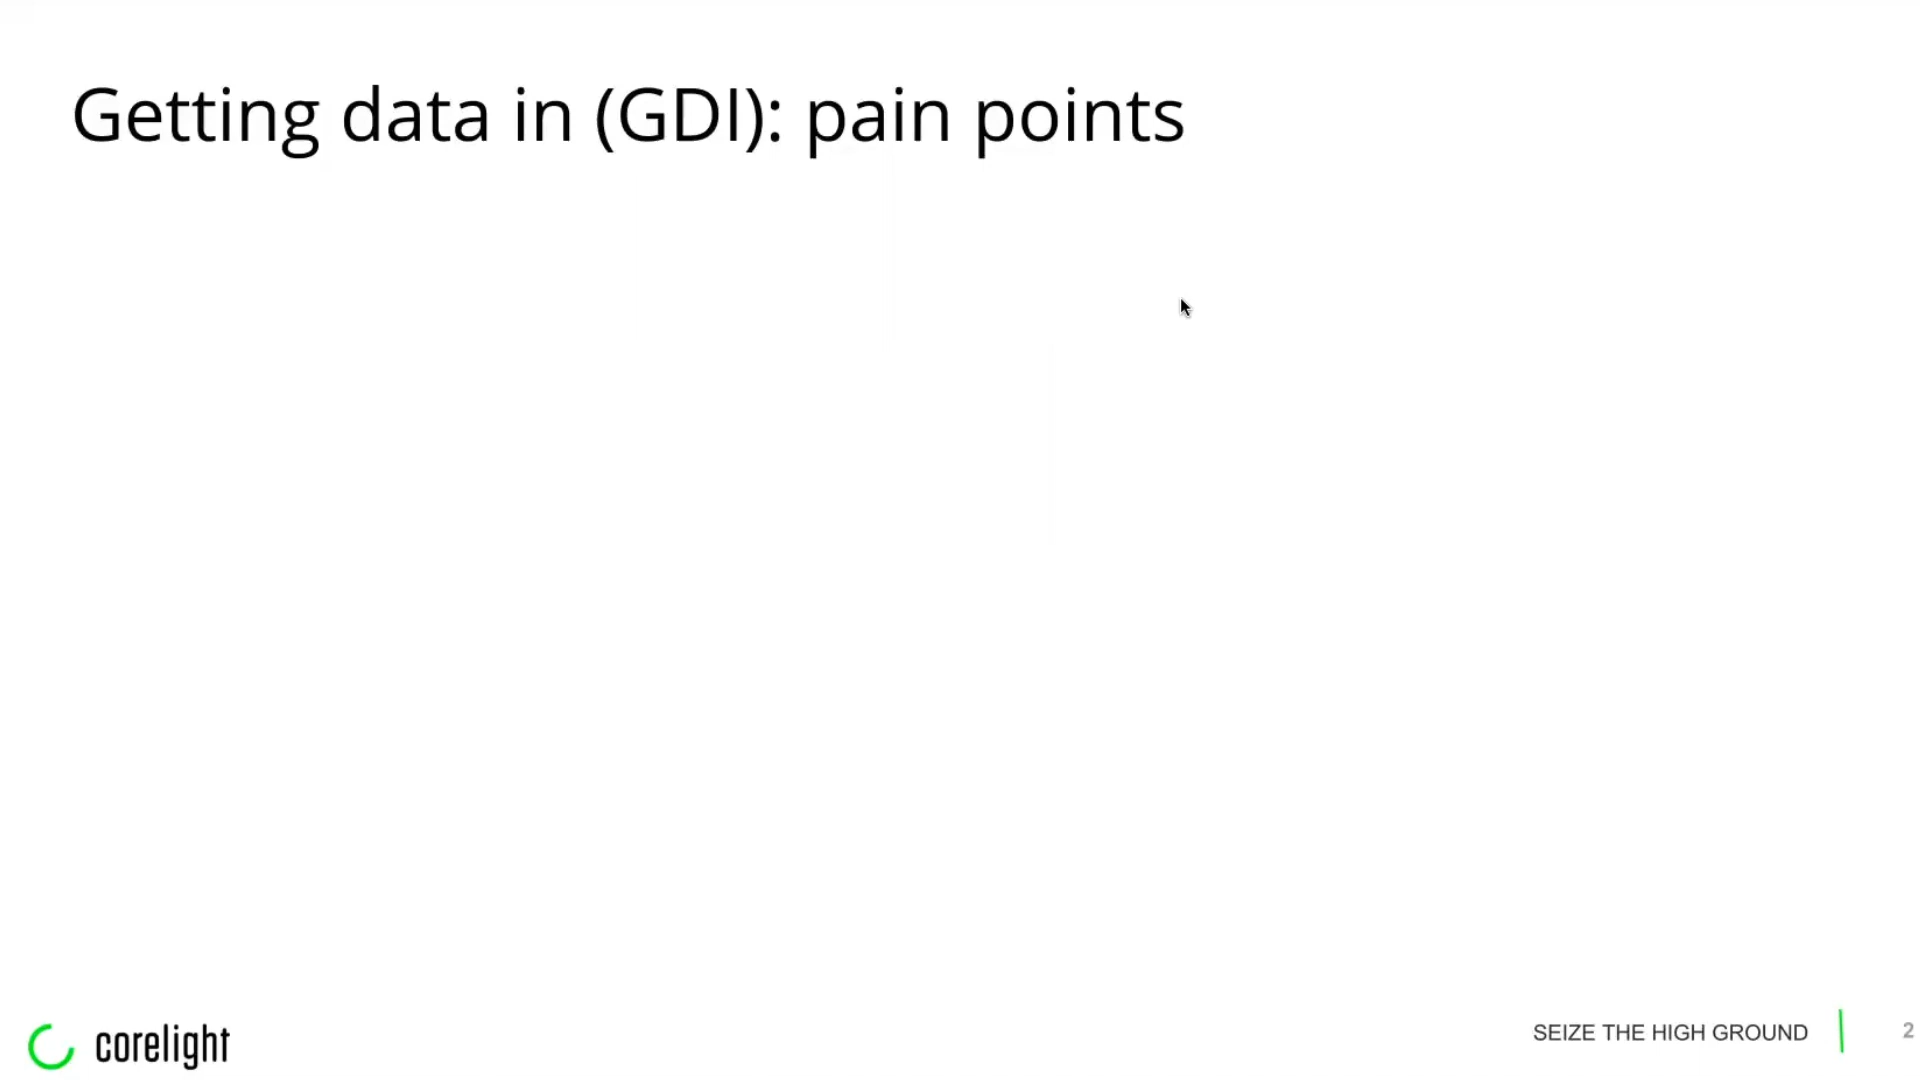 Getting data in (GDI): pain points
corelight
SEIZE THE HIGH GROUND
2